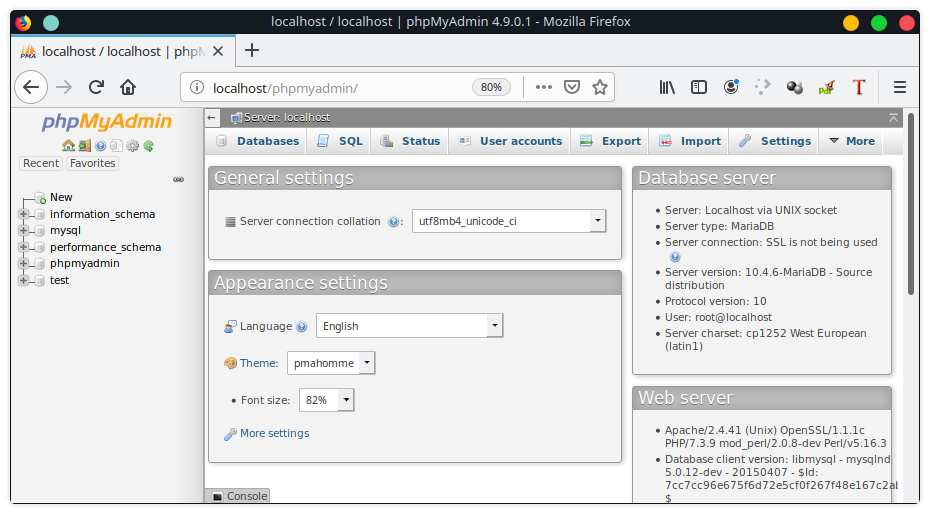 localhost / localhost | phpMyAdmin 4.9.0.1 - Mozilla Firefox
PMA localhost / localhost | phpM
localhost/phpmyadmin/ 80%
phpMyAdmin
Recent Favorites
New
information_schema
mysql
performance_schema
phpmyadmin
test
Server: localhost
Databases SQL Status User accounts Export Import Settings More
General settings
Server connection collation : utf8mb4_unicode_ci
Appearance settings
Language English
Theme: pmahomme
• Font size: 82%
More settings
Database server
• Server: Localhost via UNIX socket
• Server type: MariaDB
• Server connection: SSL is not being used
• Server version: 10.4.6-MariaDB - Source
distribution
• Protocol version: 10
• User: root@localhost
• Server charset: cp1252 West European
(latin1)
Web server
• Apache/2.4.41 (Unix) OpenSSL/1.1.1c
PHP/7.3.9 mod_perl/2.0.8-dev Perl/v5.16.3
• Database client version: libmysql - mysqlnd
5.0.12-dev - 20150407 - $Id:
7cc7cc96e675f6d72e5cf0f267f48e167c2ab
$
Console